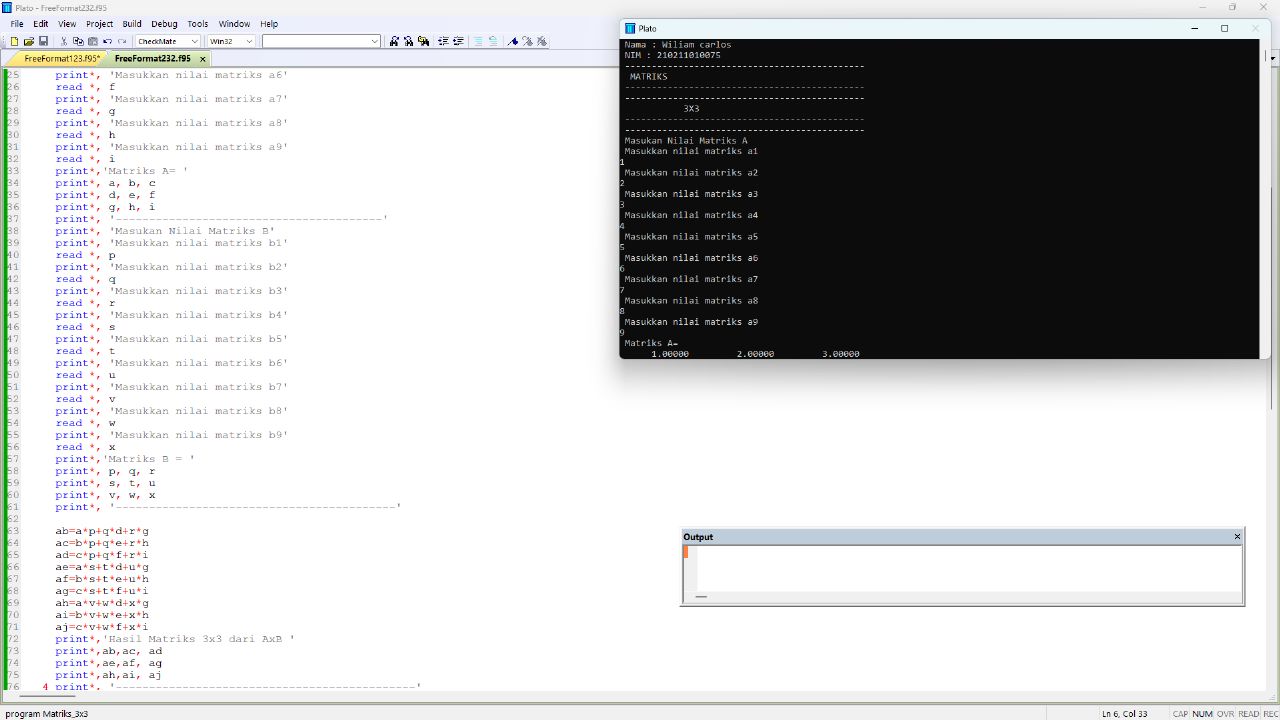 Plato - FreeFormat232.f95
File Edit View Project Build Debug Tools Window Help
CheckMate Win32
FreeFormat123.f95* FreeFormat232.f95 ×
25 print*, 'Masukkan nilai matriks a6'
26 read *, f
27 print*, 'Masukkan nilai matriks a7'
28 read *, g
29 print*, 'Masukkan nilai matriks a8'
30 read *, h
31 print*, 'Masukkan nilai matriks a9'
32 read *, i
33 print*,'Matriks A= '
34 print*, a, b, c
35 print*, d, e, f
36 print*, g, h, i
37 print*, '----------------------------------------'
38 print*, 'Masukan Nilai Matriks B'
39 print*, 'Masukkan nilai matriks b1'
40 read *, p
41 print*, 'Masukkan nilai matriks b2'
42 read *, q
43 print*, 'Masukkan nilai matriks b3'
44 read *, r
45 print*, 'Masukkan nilai matriks b4'
46 read *, s
47 print*, 'Masukkan nilai matriks b5'
48 read *, t
49 print*, 'Masukkan nilai matriks b6'
50 read *, u
51 print*, 'Masukkan nilai matriks b7'
52 read *, v
53 print*, 'Masukkan nilai matriks b8'
54 read *, w
55 print*, 'Masukkan nilai matriks b9'
56 read *, x
57 print*,'Matriks B = '
58 print*, p, q, r
59 print*, s, t, u
60 print*, v, w, x
61 print*, '------------------------------------------'
62
63 ab=a*p+q*d+r*g
64 ac=b*p+q*e+r*h
65 ad=c*p+q*f+r*i
66 ae=a*s+t*d+u*g
67 af=b*s+t*e+u*h
68 ag=c*s+t*f+u*i
69 ah=a*v+w*d+x*g
70 ai=b*v+w*e+x*h
71 aj=c*v+w*f+x*i
72 print*,'Hasil Matriks 3x3 dari AxB '
73 print*,ab,ac, ad
74 print*,ae,af, ag
75 print*,ah,ai, aj
76 4 print*, '---------------------------------------------'
Plato
Nama : Wiliam carlos
NIM : 210211010075
---------------------------------------------
MATRIKS
---------------------------------------------
---------------------------------------------
3X3
---------------------------------------------
---------------------------------------------
Masukan Nilai Matriks A
Masukkan nilai matriks a1
1
Masukkan nilai matriks a2
2
Masukkan nilai matriks a3
3
Masukkan nilai matriks a4
4
Masukkan nilai matriks a5
5
Masukkan nilai matriks a6
6
Masukkan nilai matriks a7
7
Masukkan nilai matriks a8
8
Masukkan nilai matriks a9
9
Matriks A=
1.00000 2.00000 3.00000
Output ×
program Matriks_3x3 Ln 6, Col 33 CAP NUM OVR READ REC